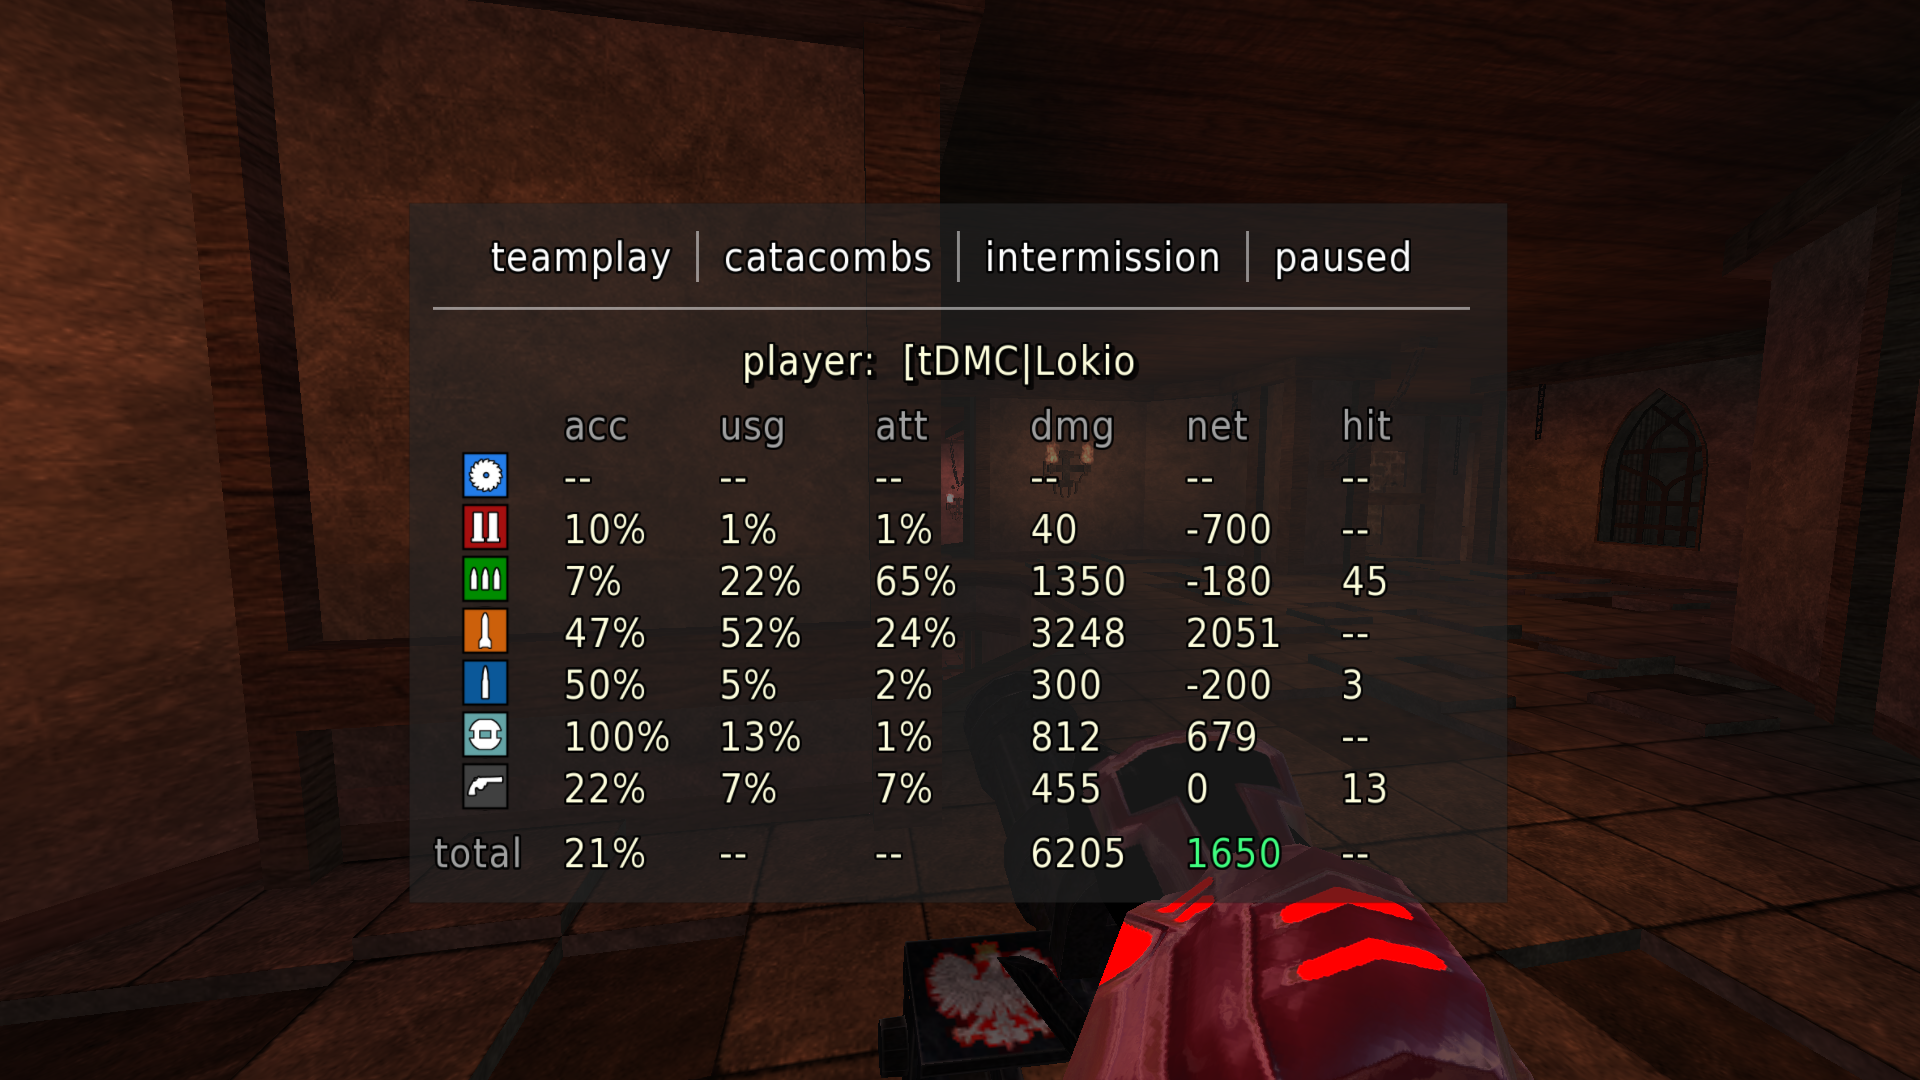 teamplay | catacombs | intermission | paused
player: [tDMC|Lokio
acc usg att dmg net hit
-- -- -- -- -- --
10% 1% 1% 40 -700 --
7% 22% 65% 1350 -180 45
47% 52% 24% 3248 2051 --
50% 5% 2% 300 -200 3
100% 13% 1% 812 679 --
22% 7% 7% 455 0 13
total 21% -- -- 6205 1650 --